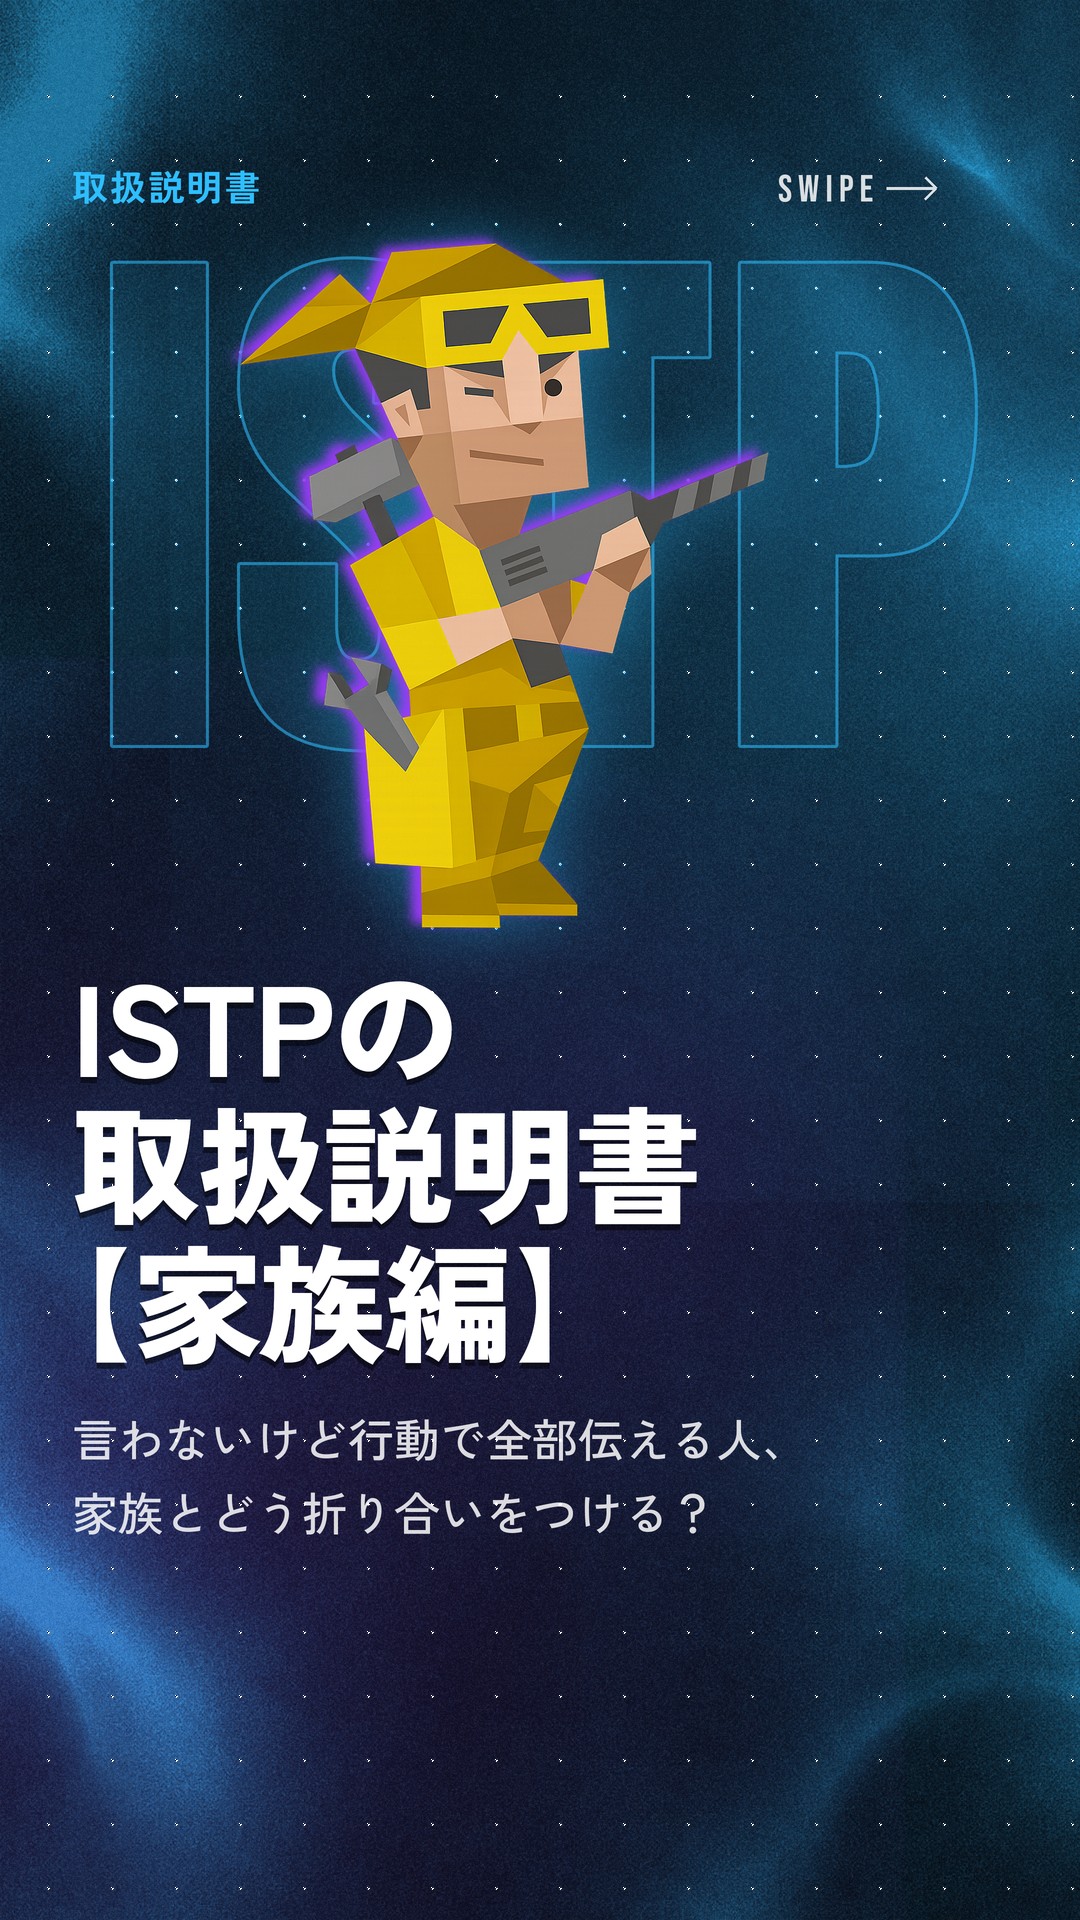 取扱説明書
SWIPE →
ISTP
ISTPの
取扱説明書
【家族編】
言わないけど行動で全部伝える人、
家族とどう折り合いをつける？